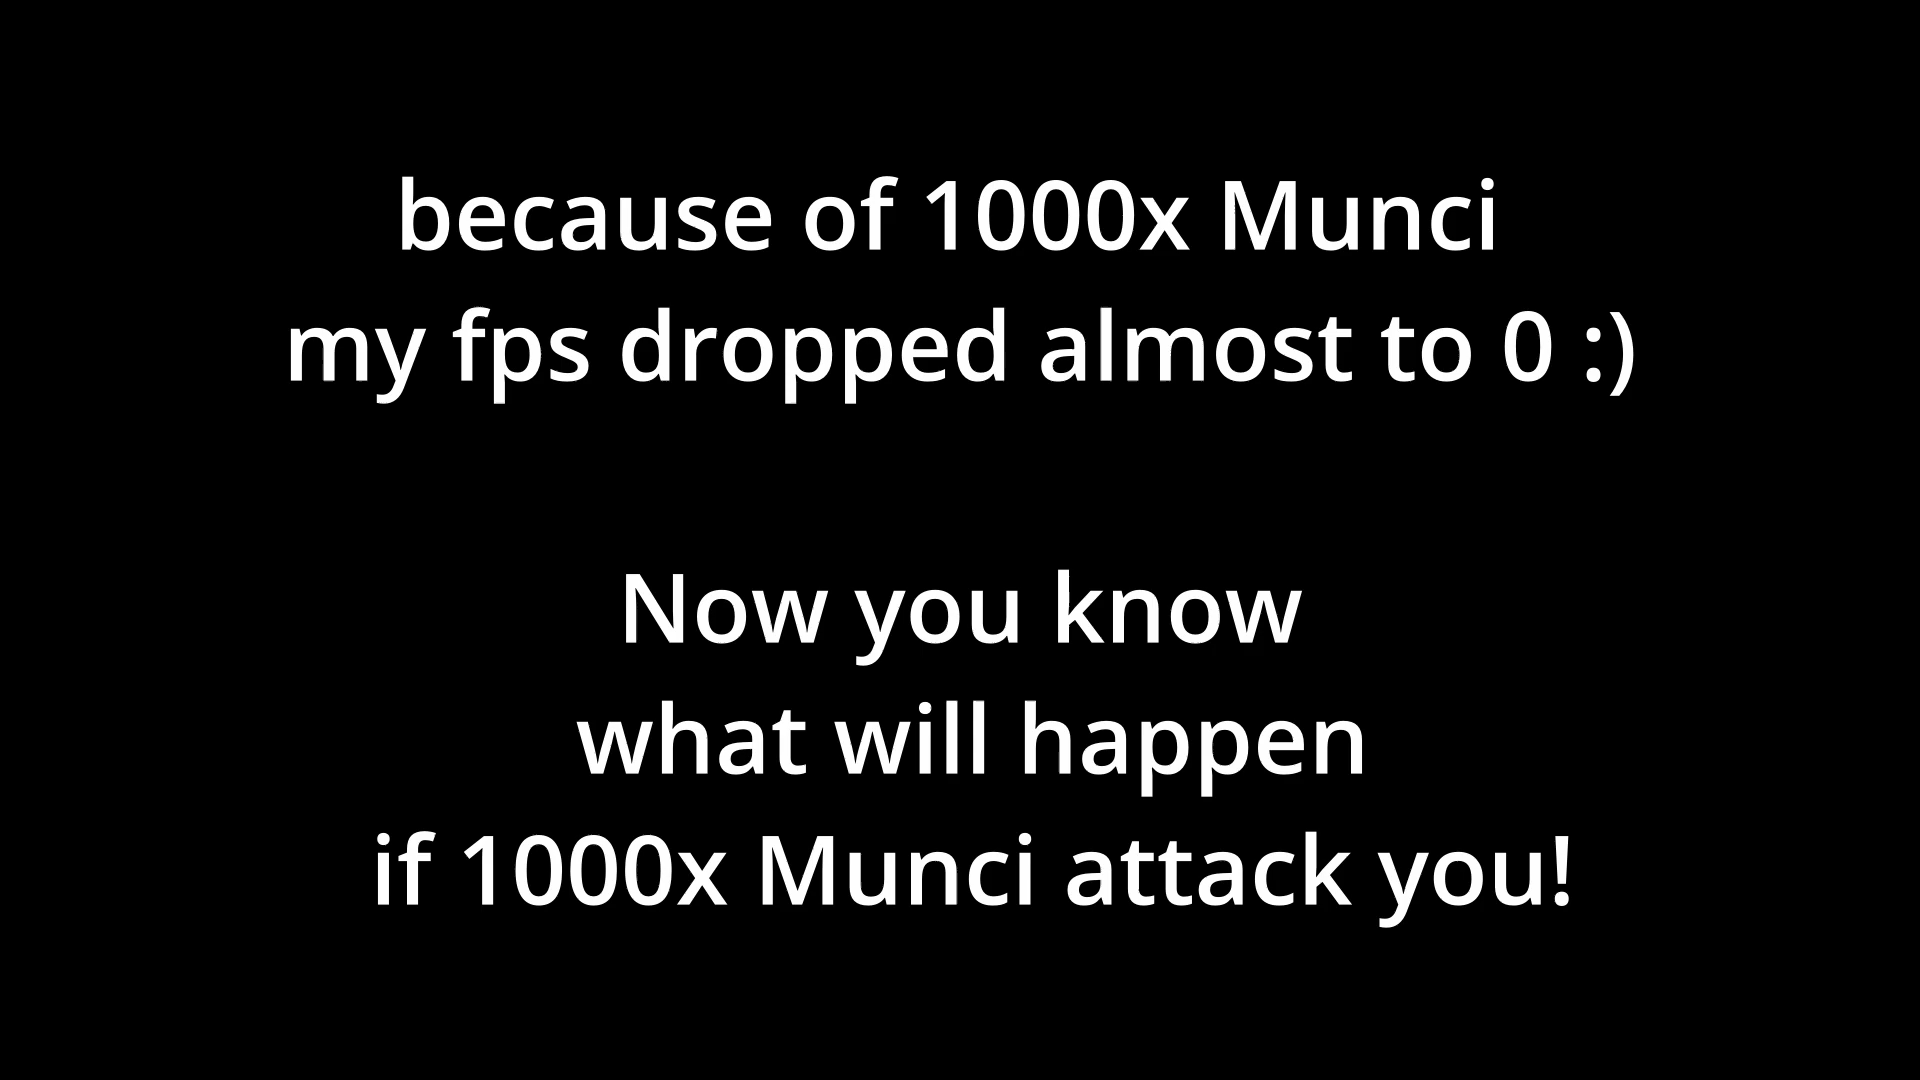 because of 1000x Munci
my fps dropped almost to 0 :)
Now you know
what will happen
if 1000x Munci attack you!